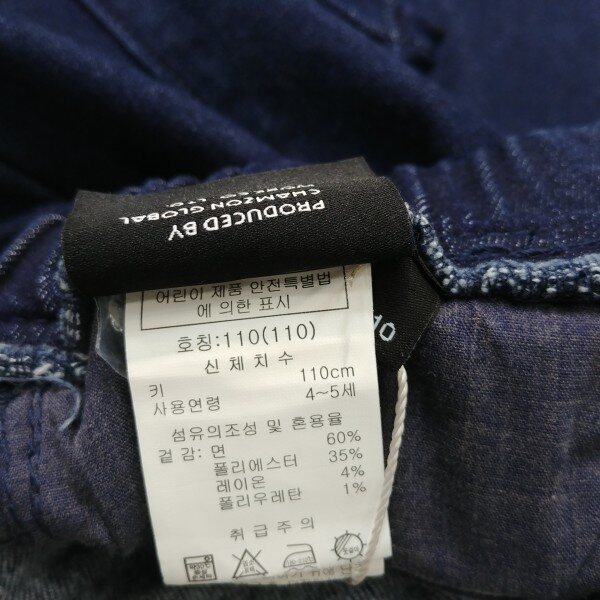 PRODUCED BY
CHAMZON GLOBAL
어린이 제품 안전특별법
에 의한 표시
호칭:110(110)
신체치수
키 110cm
사용연령 4~5세
섬유의조성 및 혼용율
겉감: 면 60%
폴리에스터 35%
레이온 4%
폴리우레탄 1%
취급주의